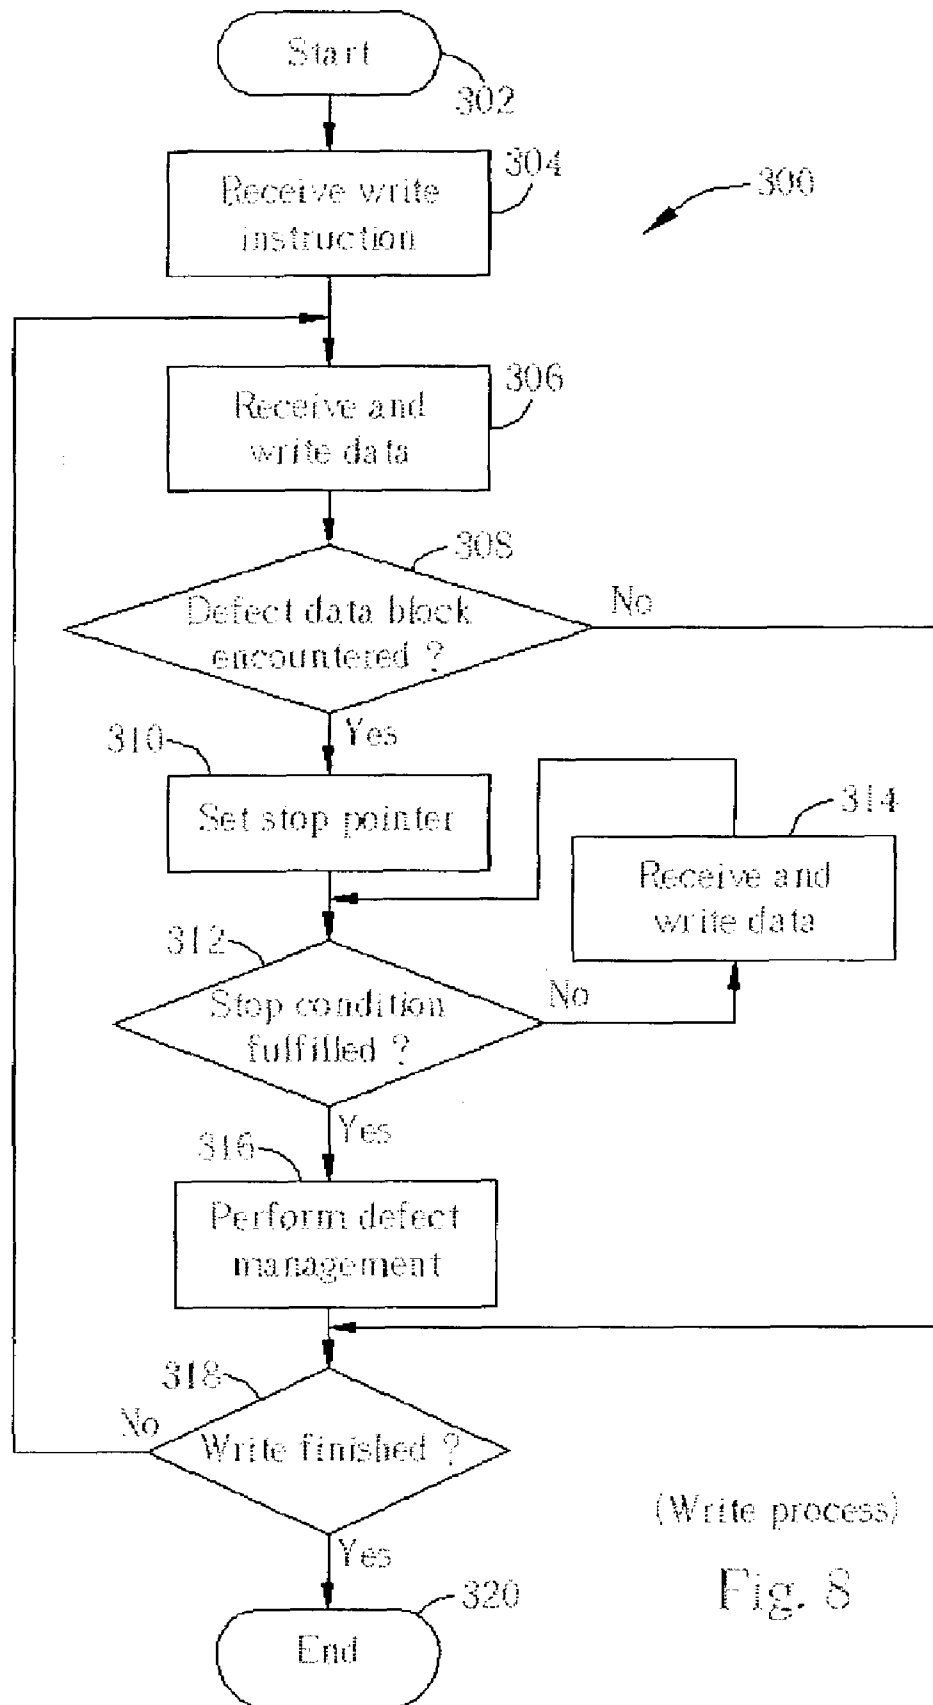 Start
302
304
Receive write
instruction
300
306
Receive and
write data
308
Defect data block
encountered ?
No
Yes
310
Set stop pointer
314
Receive and
write data
312
Stop condition
fulfilled ?
No
Yes
316
Perform defect
management
318
No
Write finished ?
Yes
(Write process)
320
End
Fig. 8